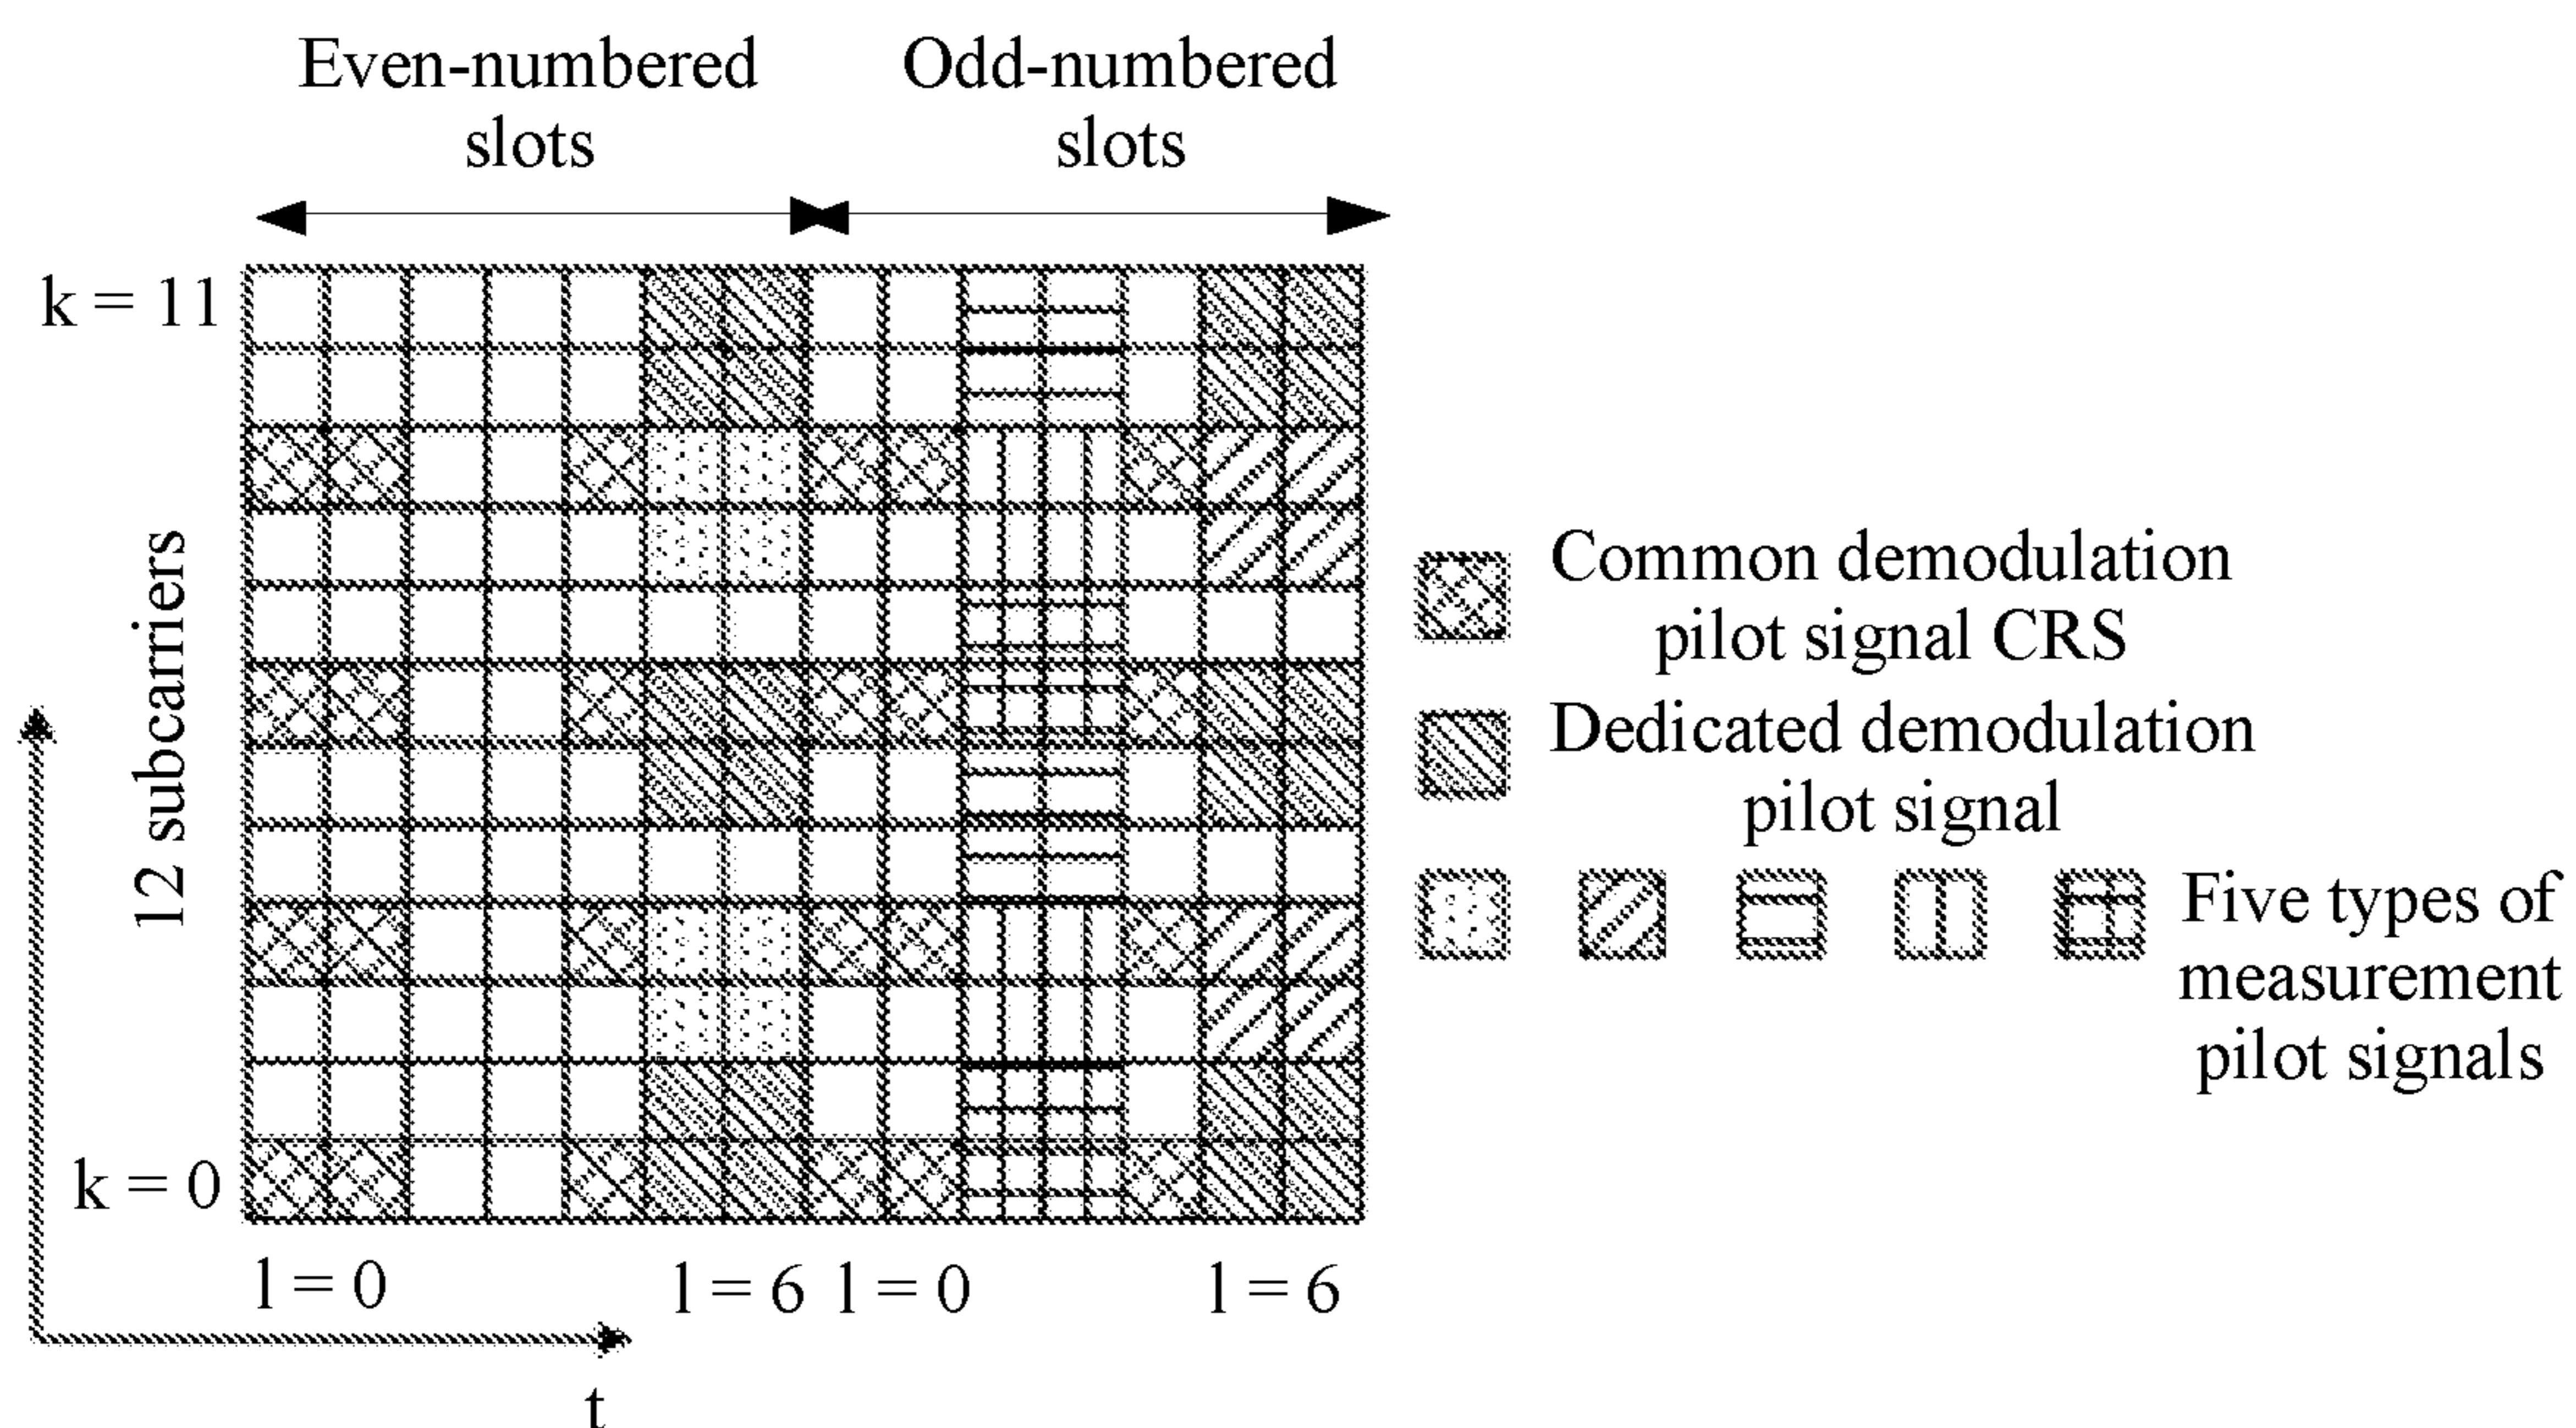 Even-numbered
slots
Odd-numbered
slots
k = 11
12 subcarriers
k = 0
l = 0
l = 6
l = 0
l = 6
t
Common demodulation
pilot signal CRS
Dedicated demodulation
pilot signal
Five types of
measurement
pilot signals